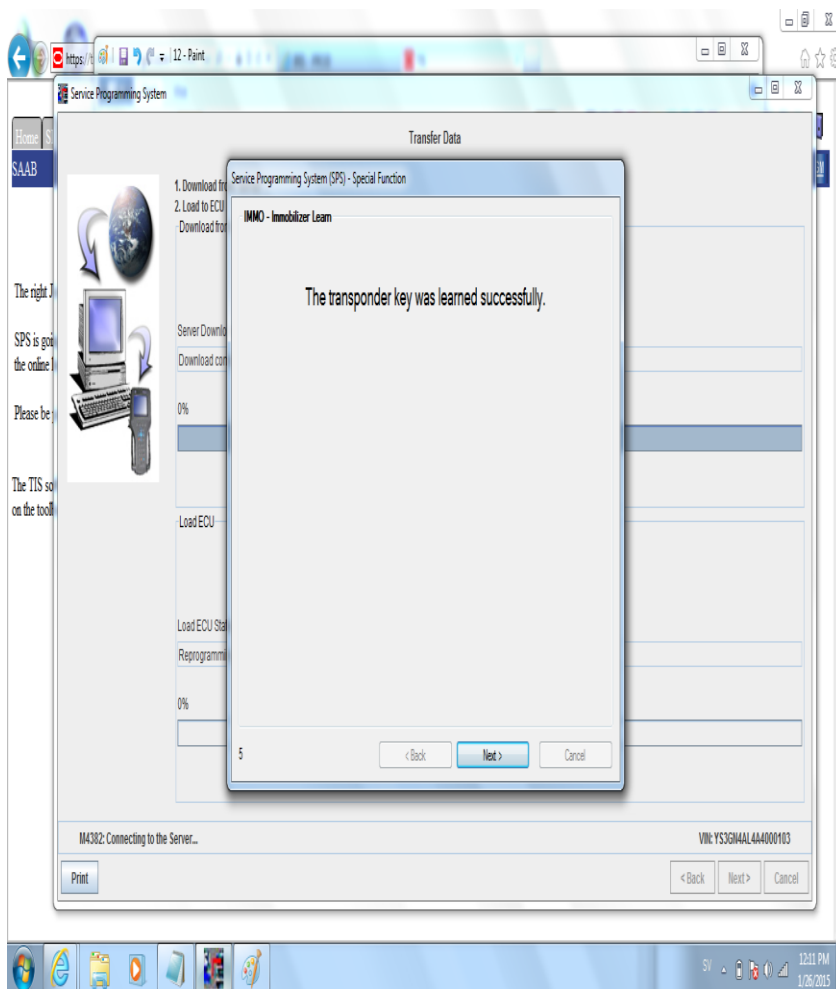 https://t
12 - Paint
Service Programming System
Home
SAAB
Transfer Data
1. Download fr
2. Load to ECU
Download fro
Service Programming System (SPS) - Special Function
IMMO - Immobilizer Learn
The transponder key was learned successfully.
The right J
SPS is goi
the online
Please be
The TIS so
on the tool
Server Downlo
Download con
0%
Load ECU
Load ECU Sta
Reprogrammi
0%
5
< Back
Next >
Cancel
M4382: Connecting to the Server...
VIN: YS3GN4AL4A4000103
Print
< Back
Next >
Cancel
SV
12:11 PM
1/26/2015